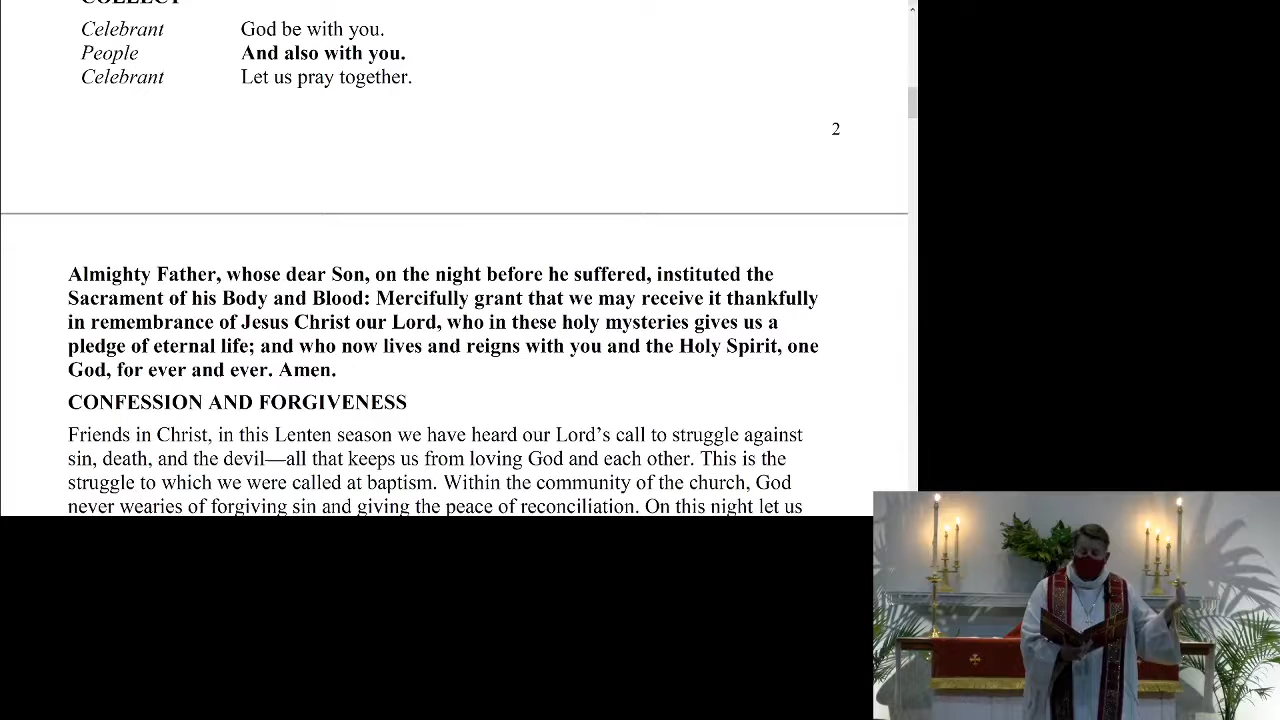 COLLECT
Celebrant God be with you.
People And also with you.
Celebrant Let us pray together.
2
Almighty Father, whose dear Son, on the night before he suffered, instituted the
Sacrament of his Body and Blood: Mercifully grant that we may receive it thankfully
in remembrance of Jesus Christ our Lord, who in these holy mysteries gives us a
pledge of eternal life; and who now lives and reigns with you and the Holy Spirit, one
God, for ever and ever. Amen.
CONFESSION AND FORGIVENESS
Friends in Christ, in this Lenten season we have heard our Lord’s call to struggle against
sin, death, and the devil—all that keeps us from loving God and each other. This is the
struggle to which we were called at baptism. Within the community of the church, God
never wearies of forgiving sin and giving the peace of reconciliation. On this night let us